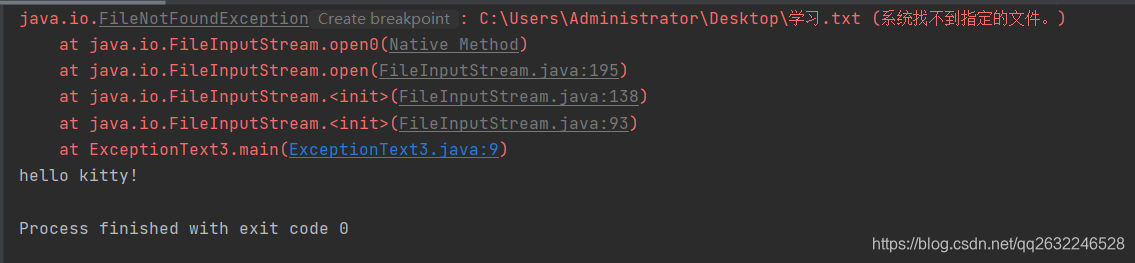 java.io.FileNotFoundException Create breakpoint : C:\Users\Administrator\Desktop\学习.txt (系统找不到指定的文件。)
at java.io.FileInputStream.open0(Native Method)
at java.io.FileInputStream.open(FileInputStream.java:195)
at java.io.FileInputStream.<init>(FileInputStream.java:138)
at java.io.FileInputStream.<init>(FileInputStream.java:93)
at ExceptionText3.main(ExceptionText3.java:9)
hello kitty!
Process finished with exit code 0
https://blog.csdn.net/qq2632246528